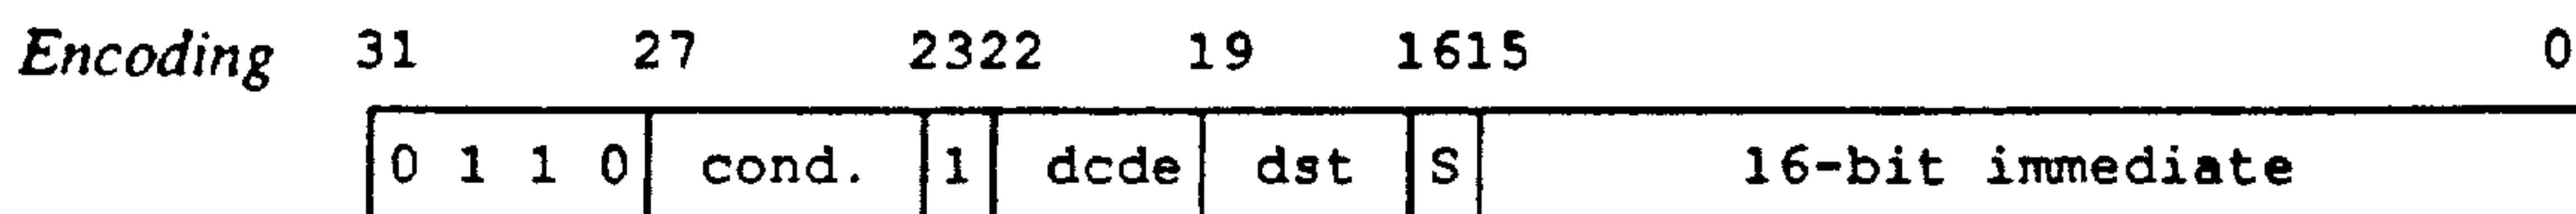 Encoding 31 27 2322 19 1615 0
0 1 1 0 cond. 1 dcde dst S 16-bit immediate